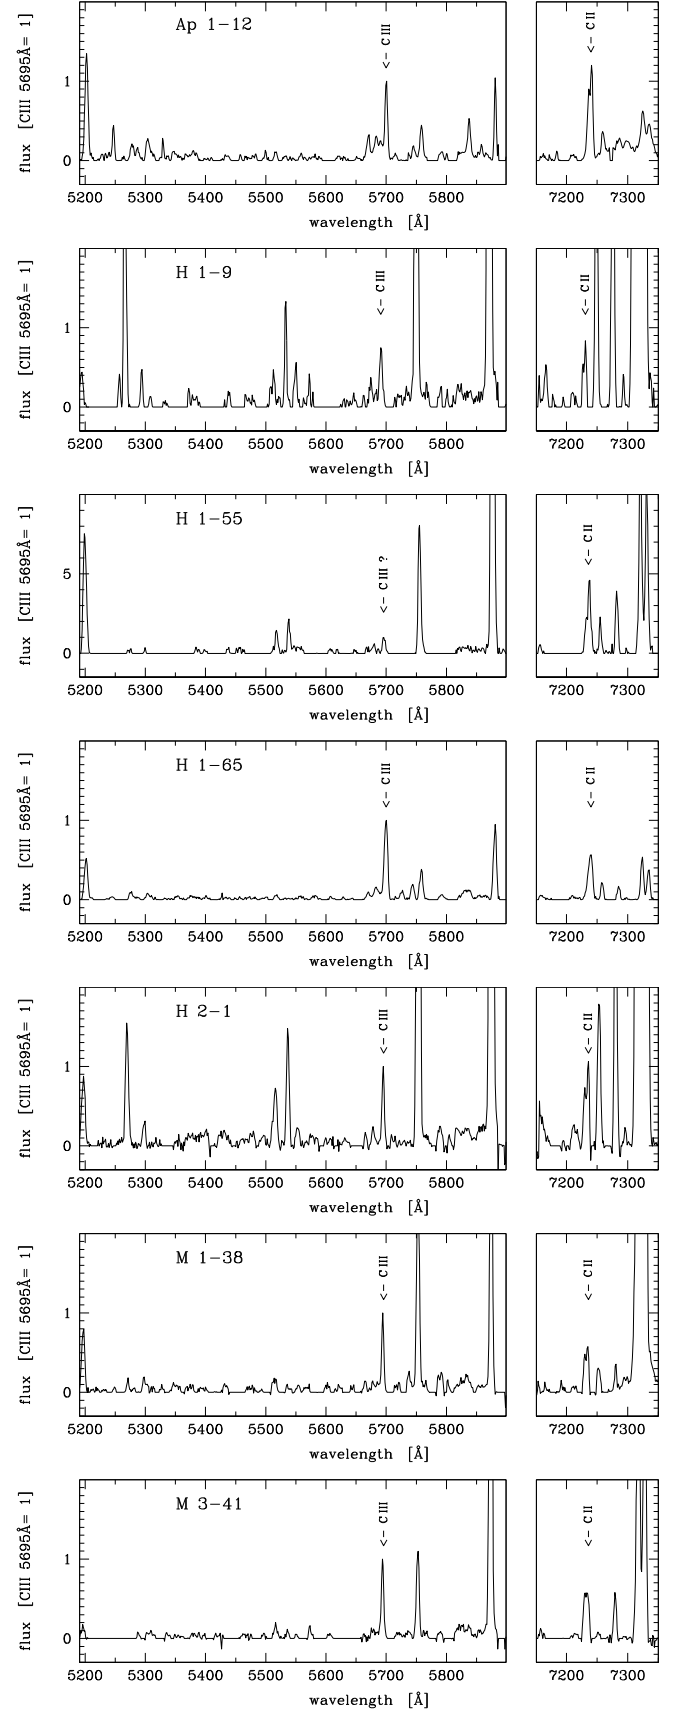 Ap 1−12
<− C III
<− C II
flux [CIII 5695Å= 1]
1
0
5200 5300 5400 5500 5600 5700 5800 7200 7300
wavelength [Å]
H 1−9
<− C III
<− C II
flux [CIII 5695Å= 1]
1
0
5200 5300 5400 5500 5600 5700 5800 7200 7300
wavelength [Å]
H 1−55
<− C III ?
<− C II
flux [CIII 5695Å= 1]
5
0
5200 5300 5400 5500 5600 5700 5800 7200 7300
wavelength [Å]
H 1−65
<− C III
<− C II
flux [CIII 5695Å= 1]
1
0
5200 5300 5400 5500 5600 5700 5800 7200 7300
wavelength [Å]
H 2−1
<− C III
<− C II
flux [CIII 5695Å= 1]
1
0
5200 5300 5400 5500 5600 5700 5800 7200 7300
wavelength [Å]
M 1−38
<− C III
<− C II
flux [CIII 5695Å= 1]
1
0
5200 5300 5400 5500 5600 5700 5800 7200 7300
wavelength [Å]
M 3−41
<− C III
<− C II
flux [CIII 5695Å= 1]
1
0
5200 5300 5400 5500 5600 5700 5800 7200 7300
wavelength [Å]